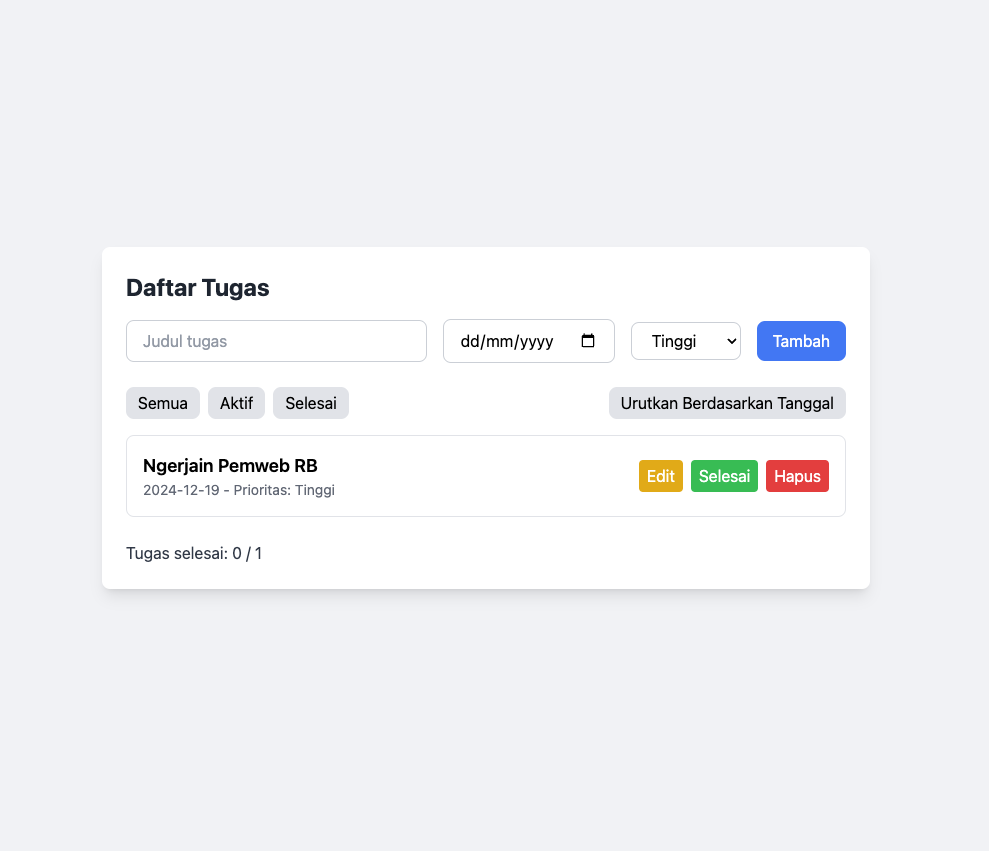 Daftar Tugas
Judul tugas dd/mm/yyyy Tinggi Tambah
Semua Aktif Selesai Urutkan Berdasarkan Tanggal
Ngerjain Pemweb RB
2024-12-19 - Prioritas: Tinggi
Edit Selesai Hapus
Tugas selesai: 0 / 1